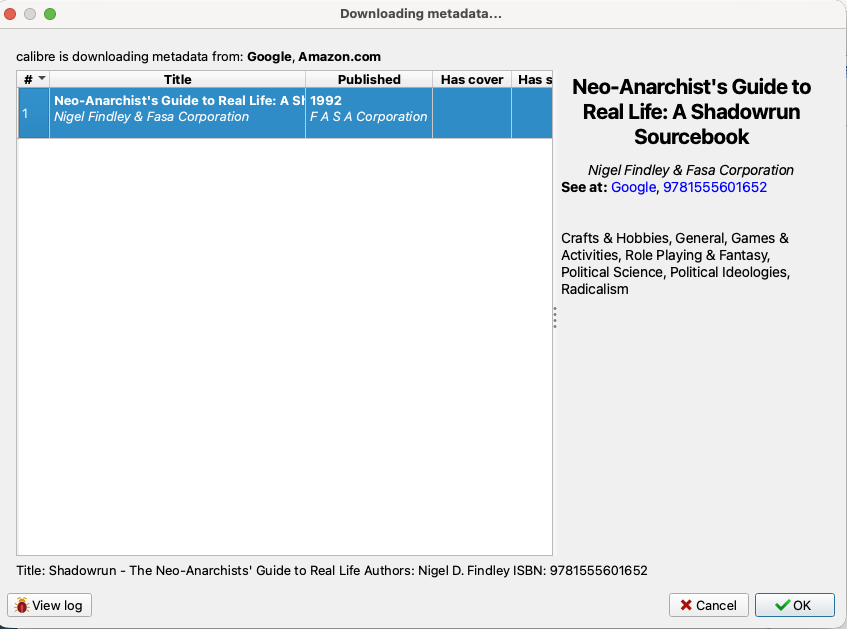 Downloading metadata...
calibre is downloading metadata from: Google, Amazon.com
# Title Published Has cover Has s
1 Neo-Anarchist's Guide to Real Life: A Sh 1992
Nigel Findley & Fasa Corporation F A S A Corporation
Neo-Anarchist's Guide to
Real Life: A Shadowrun
Sourcebook
Nigel Findley & Fasa Corporation
See at: Google, 9781555601652
Crafts & Hobbies, General, Games &
Activities, Role Playing & Fantasy,
Political Science, Political Ideologies,
Radicalism
Title: Shadowrun - The Neo-Anarchists' Guide to Real Life Authors: Nigel D. Findley ISBN: 9781555601652
View log Cancel OK